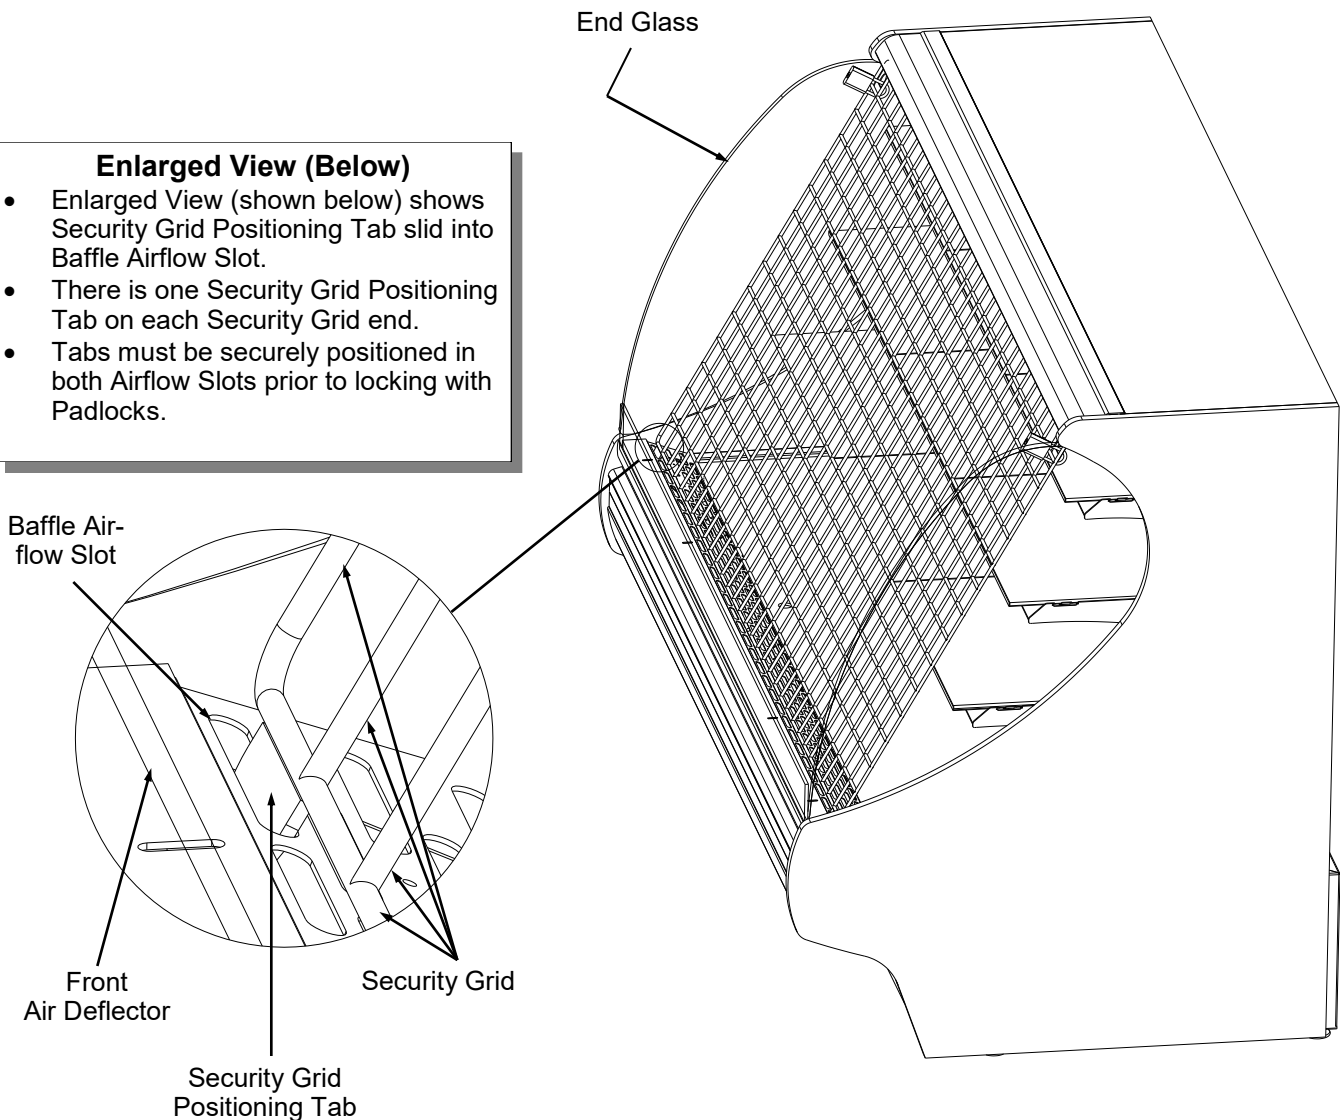 End Glass
Enlarged View (Below)
• Enlarged View (shown below) shows
Security Grid Positioning Tab slid into
Baffle Airflow Slot.
• There is one Security Grid Positioning
Tab on each Security Grid end.
• Tabs must be securely positioned in
both Airflow Slots prior to locking with
Padlocks.
Baffle Air-
flow Slot
Front
Air Deflector
Security Grid
Security Grid
Positioning Tab